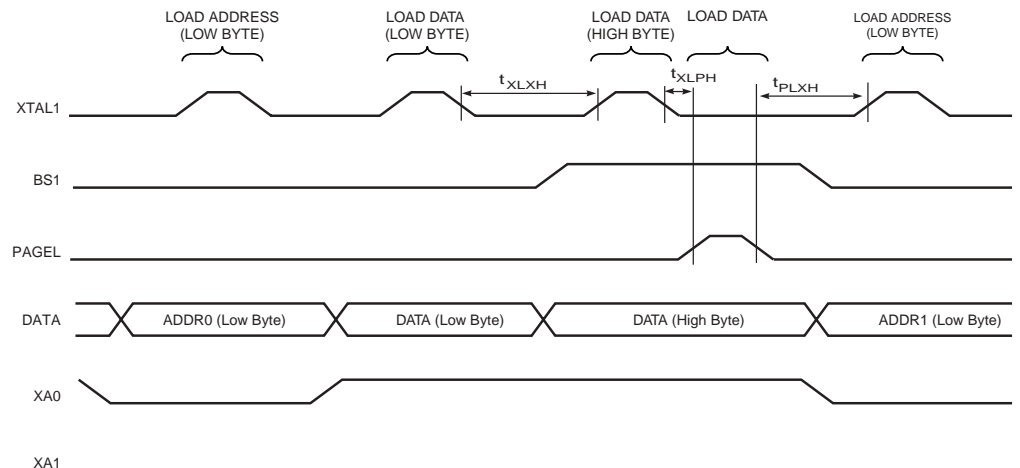 LOAD ADDRESS
(LOW BYTE)
LOAD DATA
(LOW BYTE)
LOAD DATA
(HIGH BYTE)
LOAD DATA
LOAD ADDRESS
(LOW BYTE)
tXLXH
tXLPH
tPLXH
XTAL1
BS1
PAGEL
DATA
ADDR0 (Low Byte)
DATA (Low Byte)
DATA (High Byte)
ADDR1 (Low Byte)
XA0
XA1